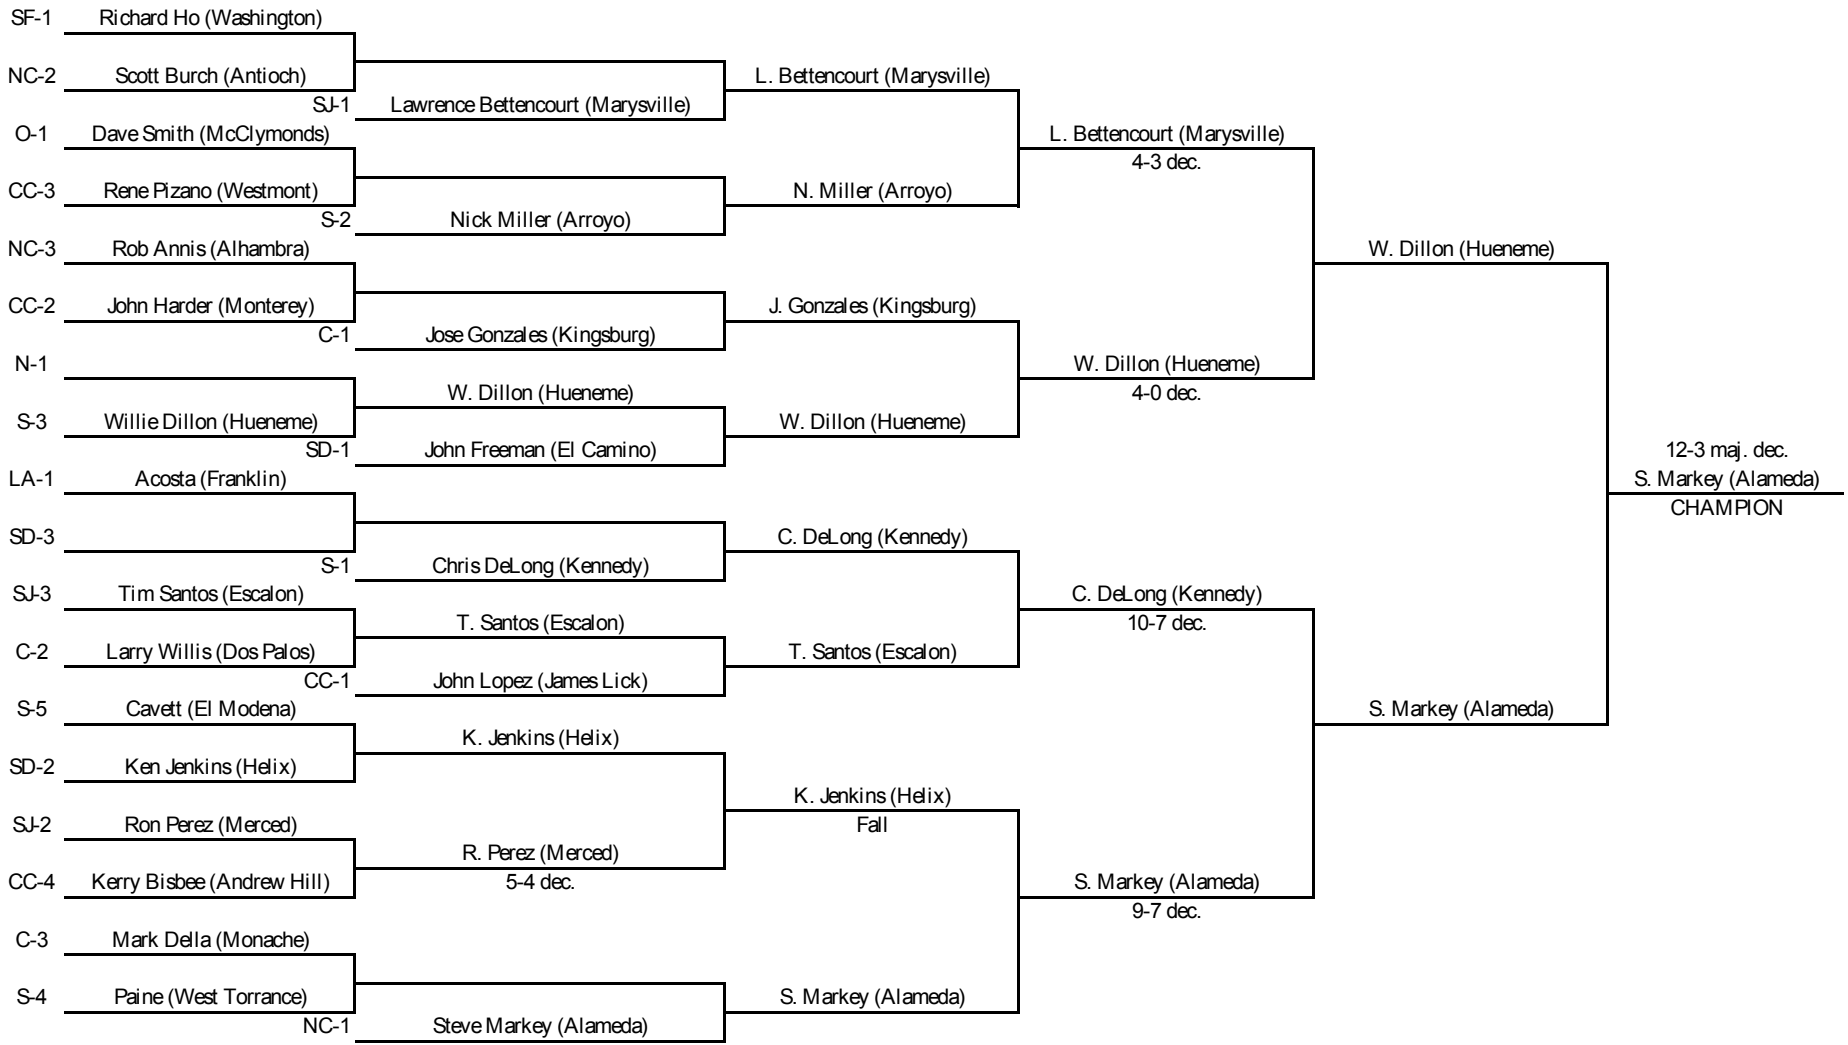 SF-1 Richard Ho (Washington)
NC-2 Scott Burch (Antioch) L. Bettencourt (Marysville)
SJ-1 Lawrence Bettencourt (Marysville)
O-1 Dave Smith (McClymonds) L. Bettencourt (Marysville)
4-3 dec.
CC-3 Rene Pizano (Westmont) N. Miller (Arroyo)
S-2 Nick Miller (Arroyo)
NC-3 Rob Annis (Alhambra) W. Dillon (Hueneme)
CC-2 John Harder (Monterey) J. Gonzales (Kingsburg)
C-1 Jose Gonzales (Kingsburg)
N-1 W. Dillon (Hueneme)
W. Dillon (Hueneme) 4-0 dec.
S-3 Willie Dillon (Hueneme) W. Dillon (Hueneme)
SD-1 John Freeman (El Camino) 12-3 maj. dec.
LA-1 Acosta (Franklin) S. Markey (Alameda)
CHAMPION
SD-3 C. DeLong (Kennedy)
S-1 Chris DeLong (Kennedy)
SJ-3 Tim Santos (Escalon) C. DeLong (Kennedy)
T. Santos (Escalon) 10-7 dec.
C-2 Larry Willis (Dos Palos) T. Santos (Escalon)
CC-1 John Lopez (James Lick)
S-5 Cavett (El Modena) S. Markey (Alameda)
K. Jenkins (Helix)
SD-2 Ken Jenkins (Helix)
K. Jenkins (Helix)
SJ-2 Ron Perez (Merced) Fall
R. Perez (Merced)
CC-4 Kerry Bisbee (Andrew Hill) 5-4 dec. S. Markey (Alameda)
9-7 dec.
C-3 Mark Della (Monache)
S-4 Paine (West Torrance) S. Markey (Alameda)
NC-1 Steve Markey (Alameda)